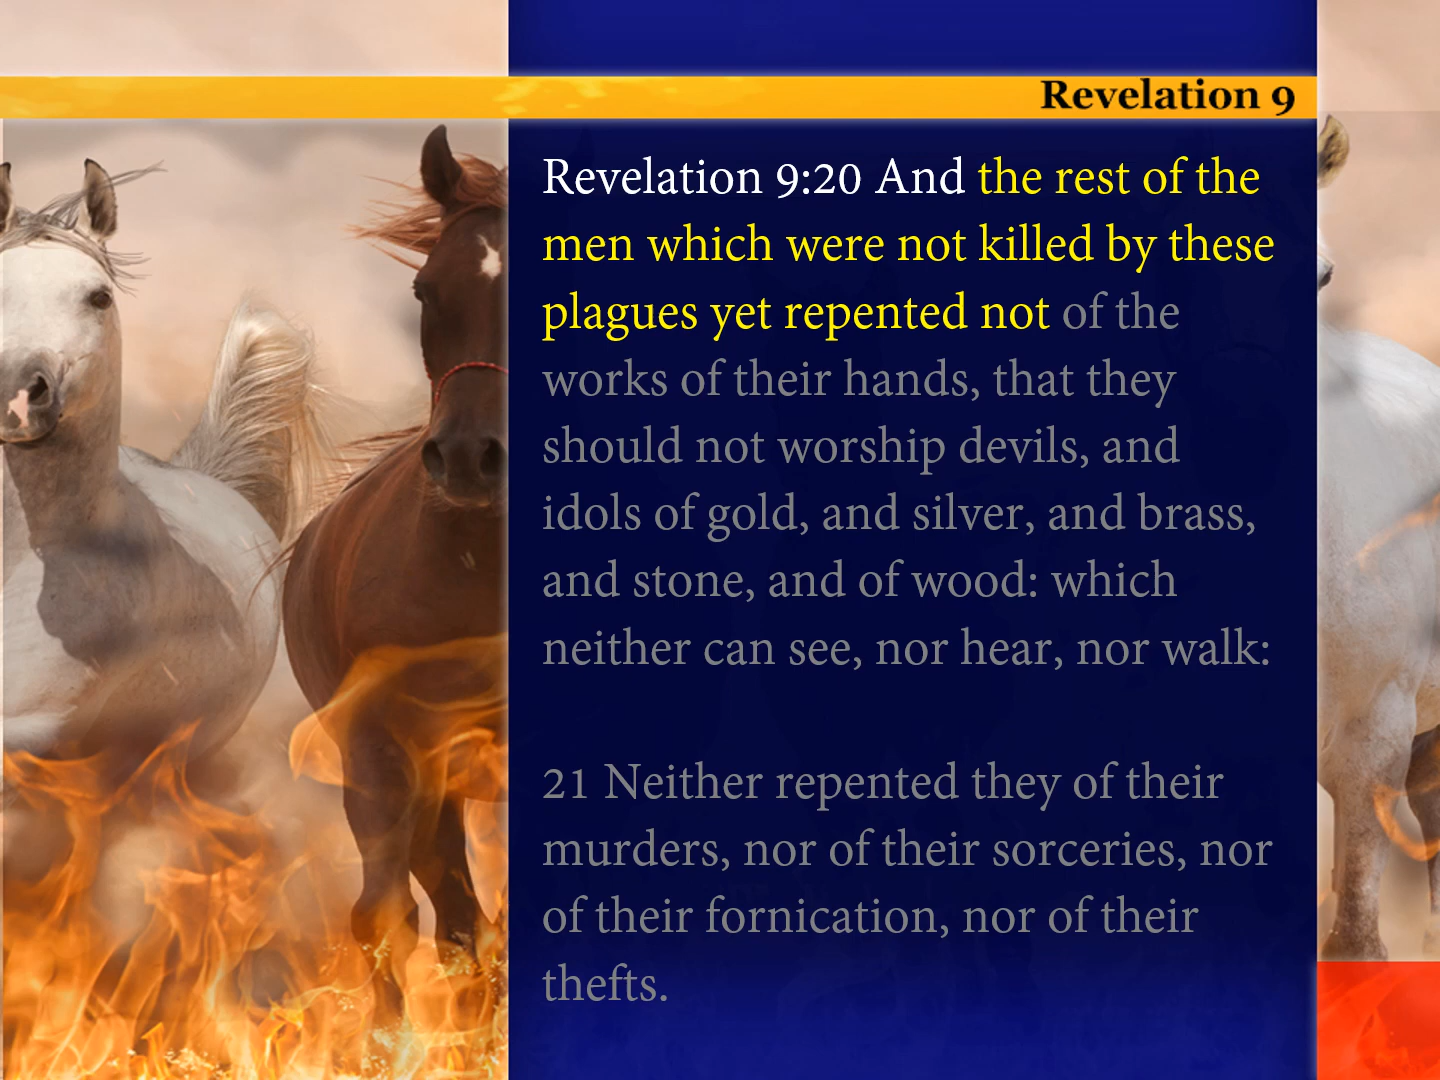 Revelation 9
Revelation 9:20 And the rest of the
men which were not killed by these
plagues yet repented not of the
works of their hands, that they
should not worship devils, and
idols of gold, and silver, and brass,
and stone, and of wood: which
neither can see, nor hear, nor walk:
21 Neither repented they of their
murders, nor of their sorceries, nor
of their fornication, nor of their
thefts.